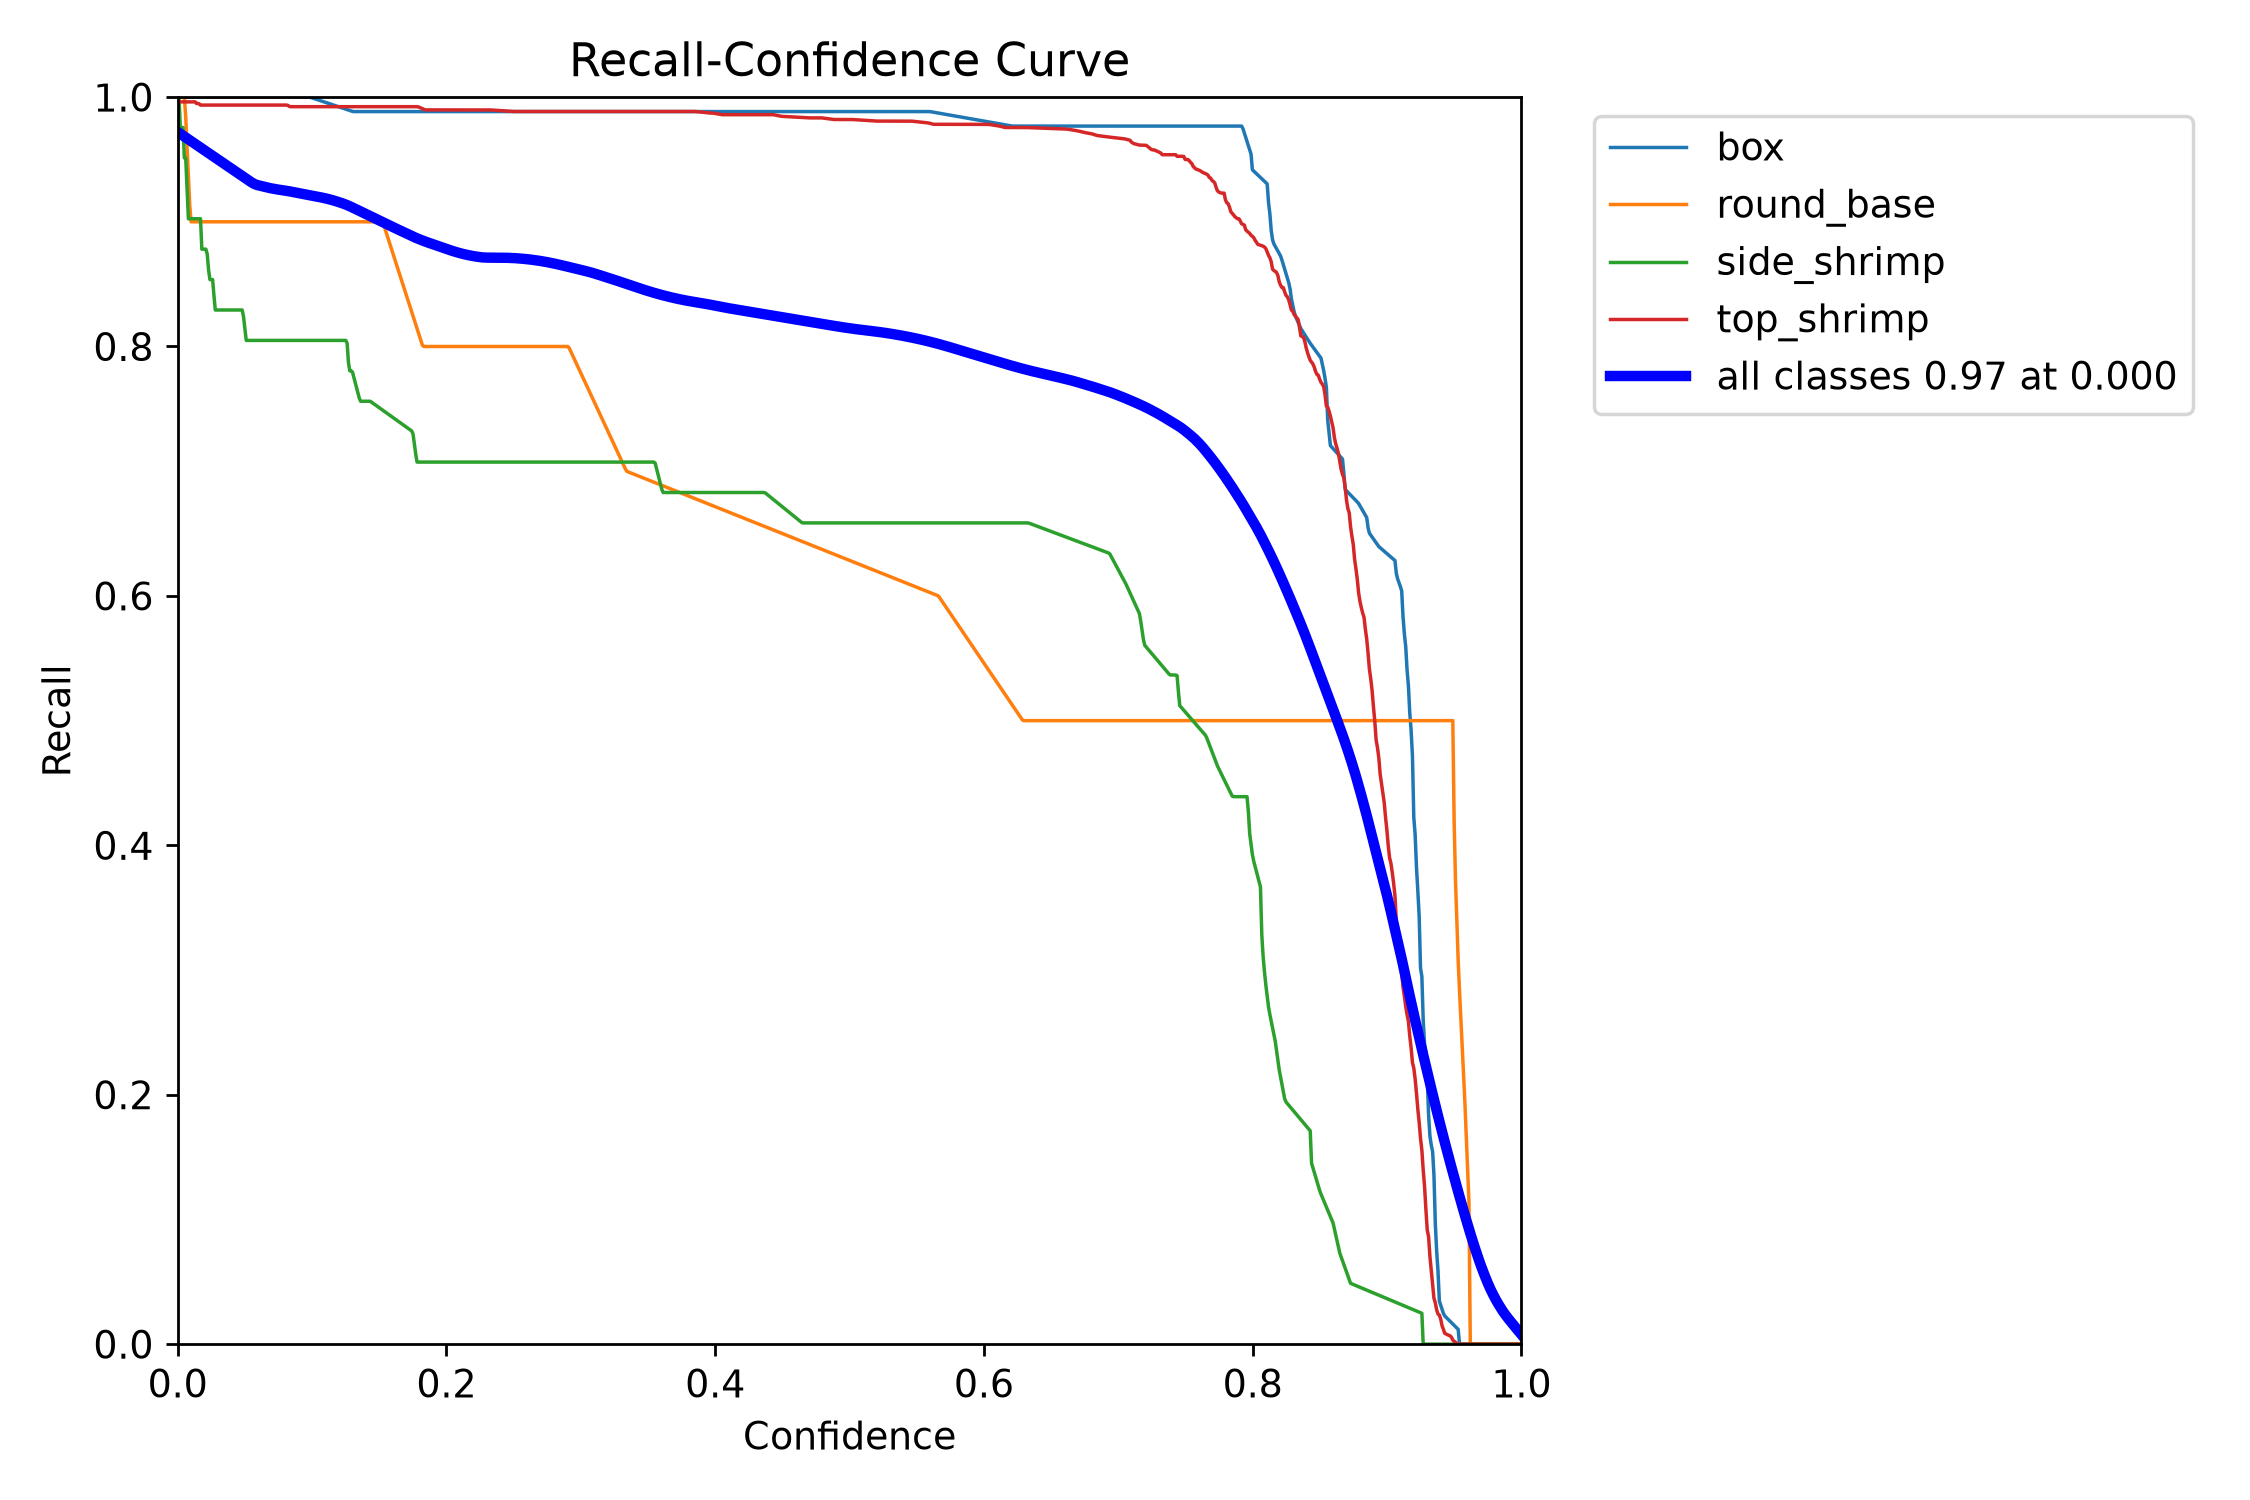 Recall-Confidence Curve
1.0
0.8
0.6
0.4
0.2
0.0
Recall
0.0 0.2 0.4 0.6 0.8 1.0
Confidence
box
round_base
side_shrimp
top_shrimp
all classes 0.97 at 0.000